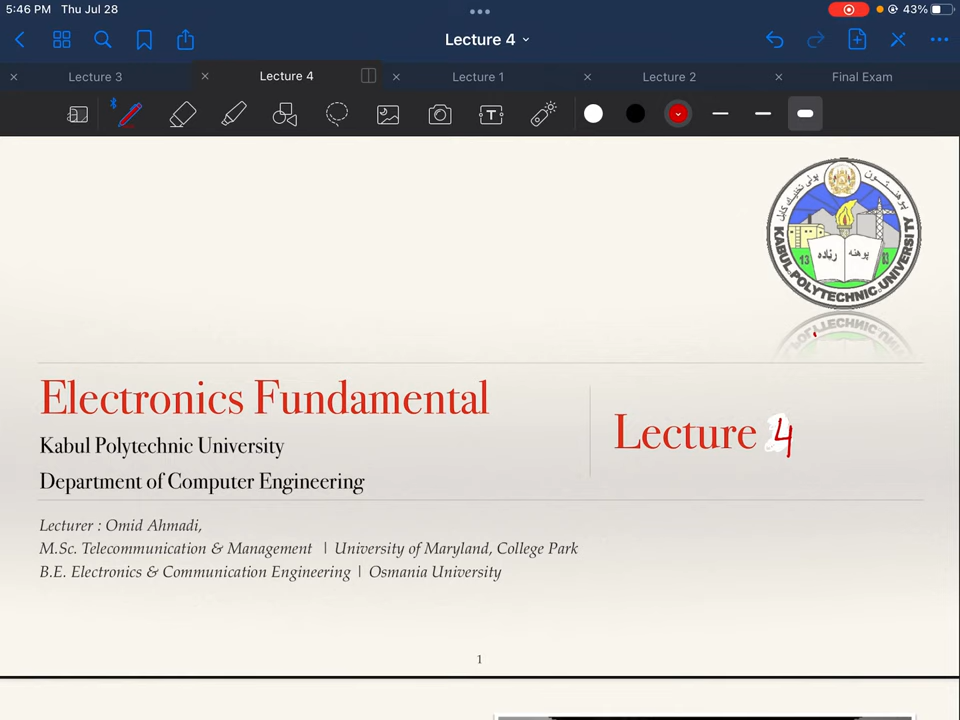 5:46 PM Thu Jul 28
43%
Lecture 4
Lecture 3
Lecture 4
Lecture 1
Lecture 2
Final Exam
T
KABUL POLYTECHNIC UNIVERSITY
Electronics Fundamental
Kabul Polytechnic University
Department of Computer Engineering
Lecture 4
Lecturer : Omid Ahmadi,
M.Sc. Telecommunication & Management | University of Maryland, College Park
B.E. Electronics & Communication Engineering | Osmania University
1